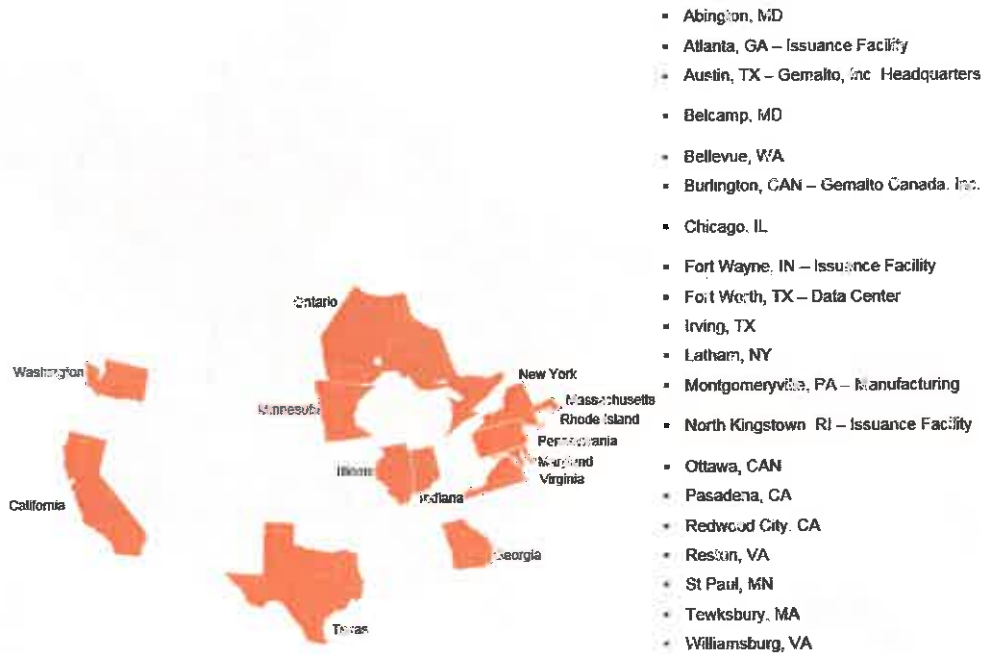 Ontario
Washington
New York
Massachusetts
Minnesota
Rhode Island
Pennsylvania
Illinois
Maryland
Virginia
Indiana
California
Georgia
Texas
▪ Abington, MD
▪ Atlanta, GA – Issuance Facility
▪ Austin, TX – Gemalto, Inc Headquarters
▪ Belcamp, MD
▪ Bellevue, WA
▪ Burlington, CAN – Gemalto Canada, Inc.
▪ Chicago, IL
▪ Fort Wayne, IN – Issuance Facility
▪ Fort Worth, TX – Data Center
▪ Irving, TX
▪ Latham, NY
▪ Montgomeryville, PA – Manufacturing
▪ North Kingstown RI – Issuance Facility
▪ Ottawa, CAN
▪ Pasadena, CA
▪ Redwood City, CA
▪ Reston, VA
▪ St Paul, MN
▪ Tewksbury, MA
▪ Williamsburg, VA